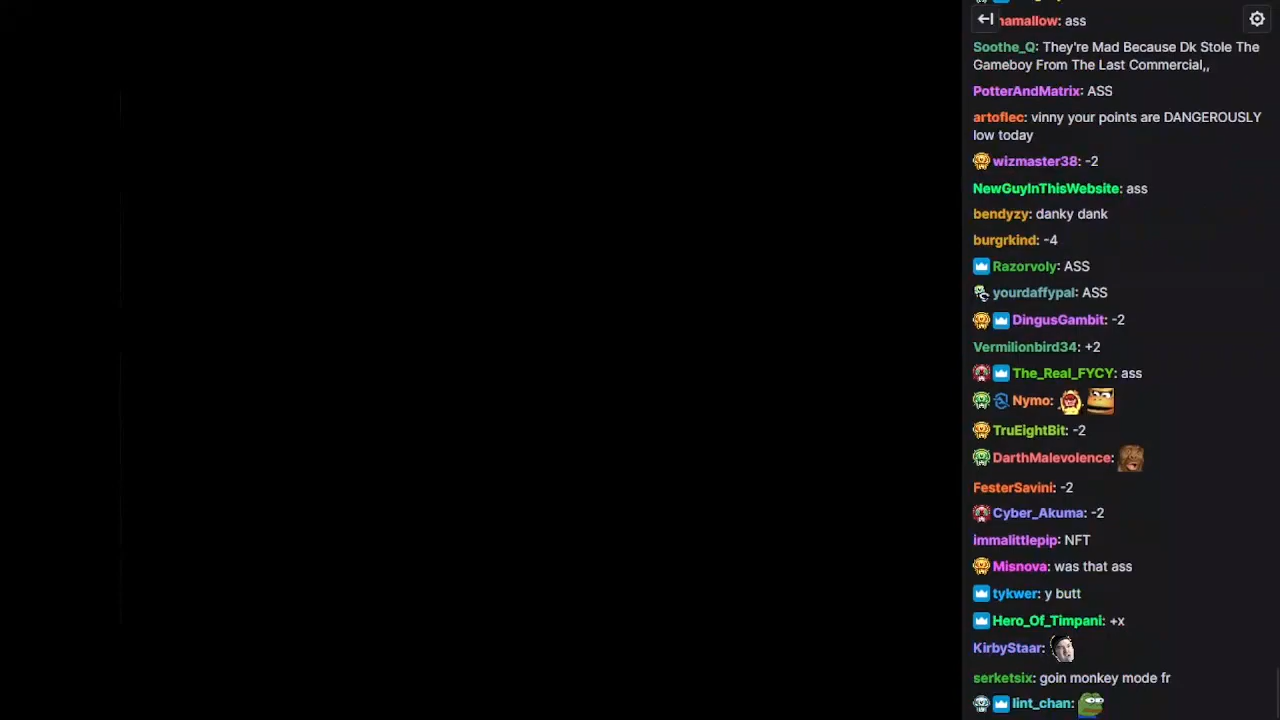 hamallow: ass
Soothe_Q: They're Mad Because Dk Stole The
Gameboy From The Last Commercial,,
PotterAndMatrix: ASS
artoflec: vinny your points are DANGEROUSLY
low today
wizmaster38: -2
NewGuyInThisWebsite: ass
bendyzy: danky dank
burgrkind: -4
Razorvoly: ASS
yourdaffypal: ASS
DingusGambit: -2
Vermilionbird34: +2
The_Real_FYCY: ass
Nymo:
TruEightBit: -2
DarthMalevolence:
FesterSavini: -2
Cyber_Akuma: -2
immalittlepip: NFT
Misnova: was that ass
tykwer: y butt
Hero_Of_Timpani: +x
KirbyStaar:
serketsix: goin monkey mode fr
lint_chan: